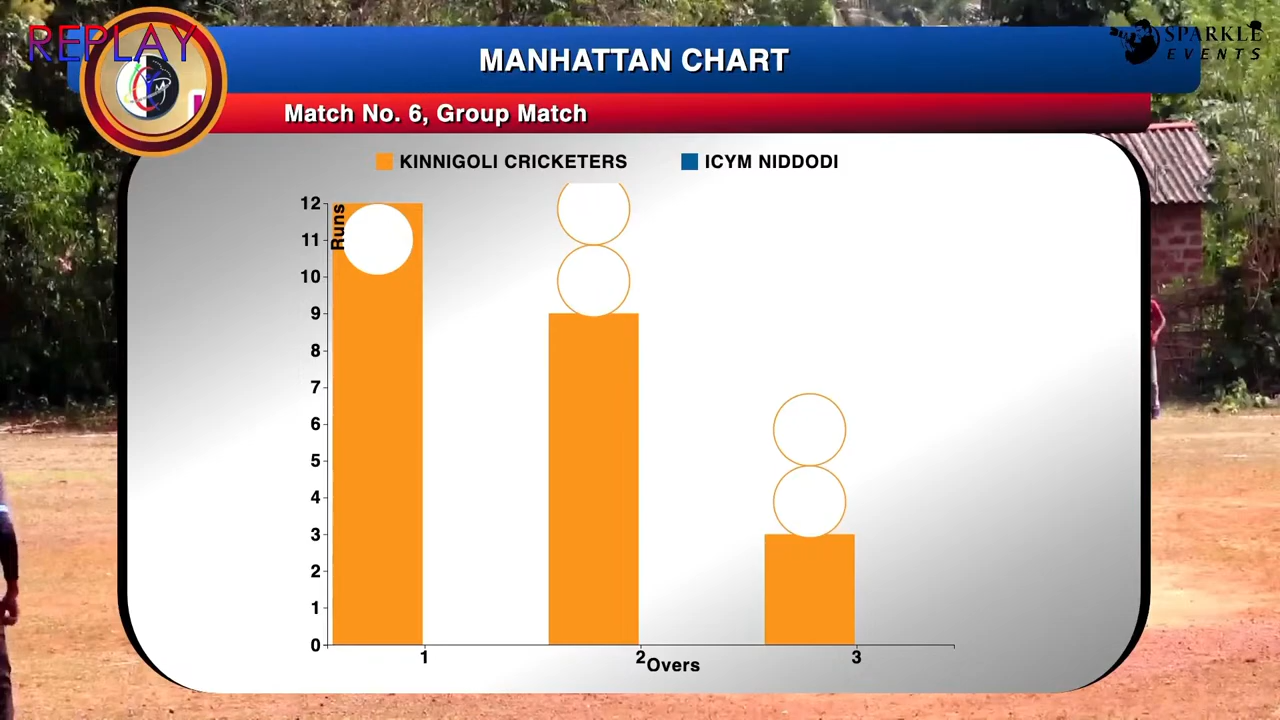 REPLAY
SPARKLE
EVENTS
MANHATTAN CHART
Match No. 6, Group Match
KINNIGOLI CRICKETERS
ICYM NIDDODI
Runs
12
11
10
9
8
7
6
5
4
3
2
1
0
1
2
3
Overs